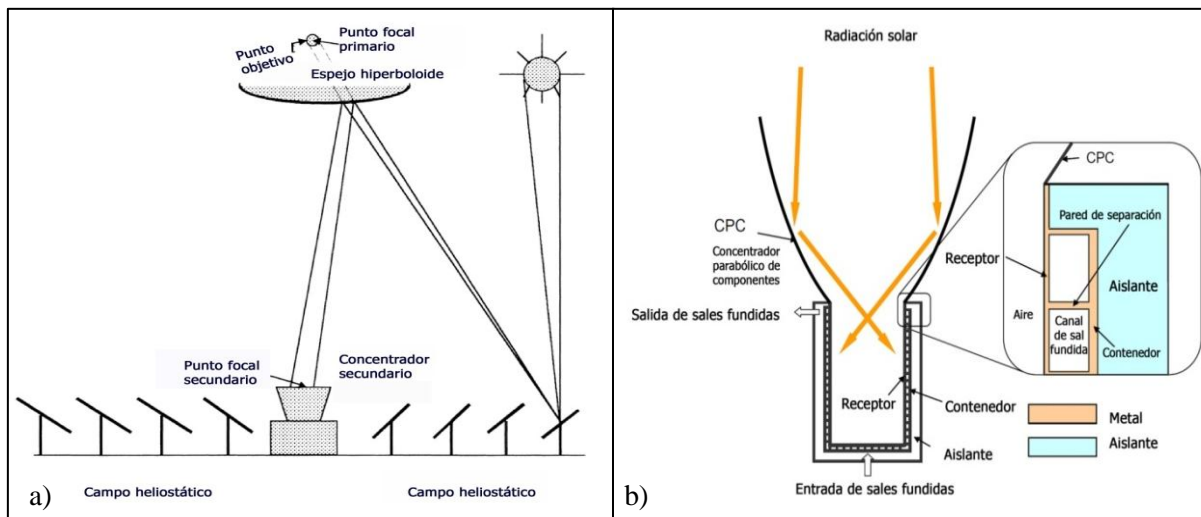 Punto
objetivo
Punto focal
primario
Espejo hiperboloide
Punto focal
secundario
Concentrador
secundario
Campo heliostático
Campo heliostático
a)
Radiación solar
CPC
Concentrador
parabólico de
componentes
Salida de sales fundidas
Receptor
Contenedor
Aislante
Entrada de sales fundidas
CPC
Pared de separación
Receptor
Aislante
Aire
Canal
de sal
fundida
Contenedor
Metal
Aislante
b)